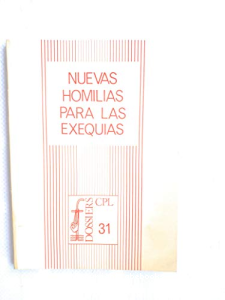 NUEVAS
HOMILIAS
PARA LAS
EXEQUIAS
DOSSIERS
CPL
31